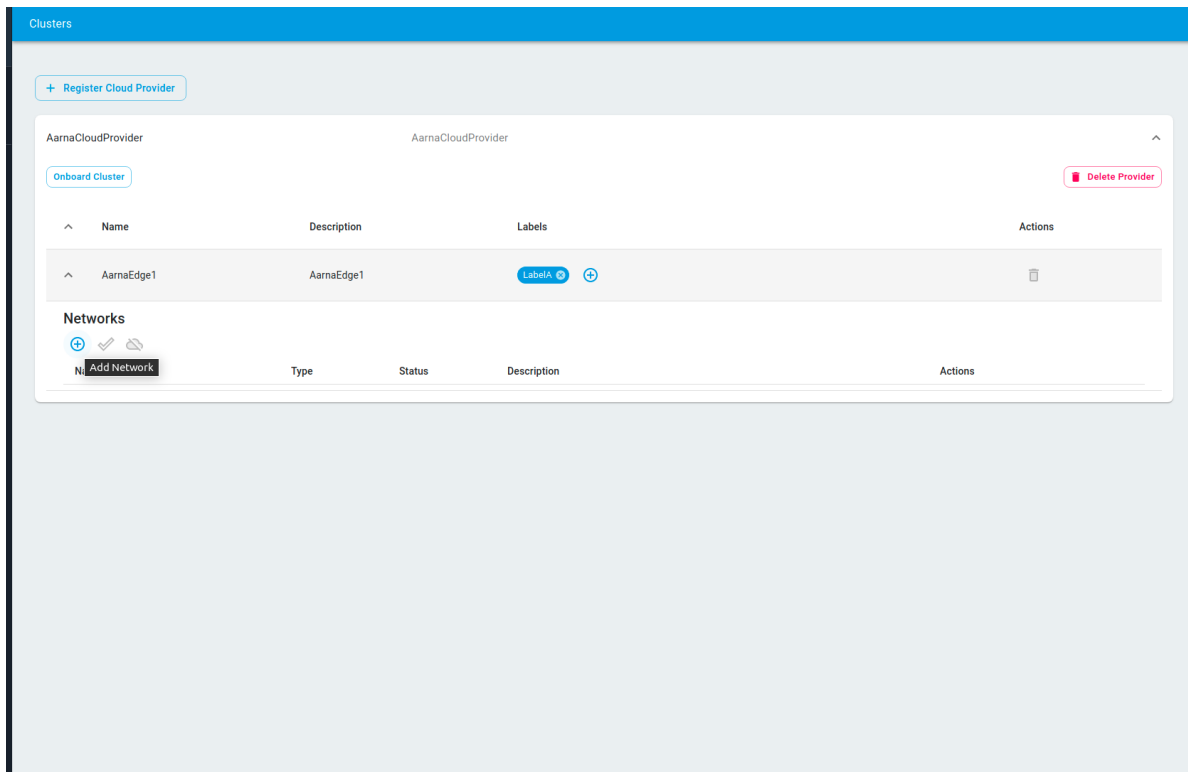 Clusters
+ Register Cloud Provider
AarnaCloudProvider AarnaCloudProvider
Onboard Cluster Delete Provider
Name Description Labels Actions
AarnaEdge1 AarnaEdge1 LabelA
Networks
Add Network
Type Status Description Actions